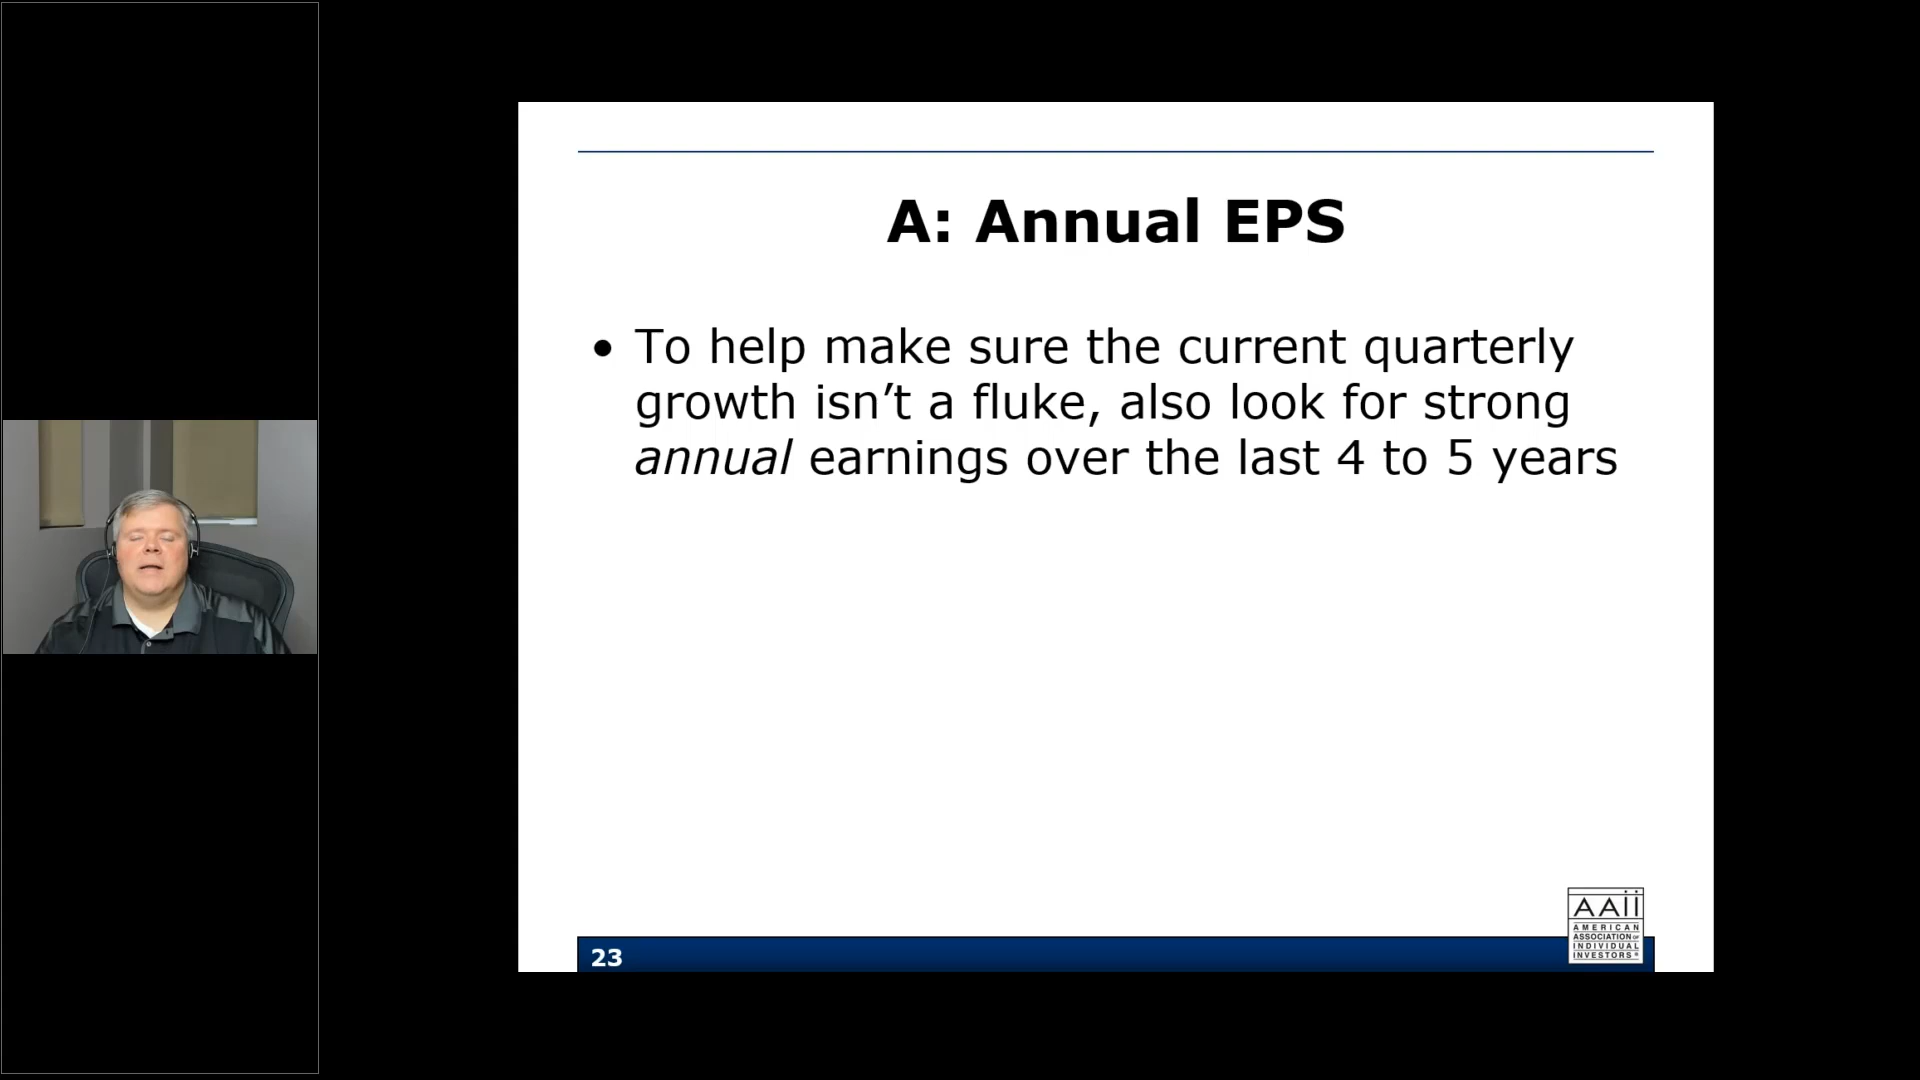 A: Annual EPS
• To help make sure the current quarterly
growth isn’t a fluke, also look for strong
annual earnings over the last 4 to 5 years
23
AAII
AMERICAN
ASSOCIATION OF
INDIVIDUAL
INVESTORS®